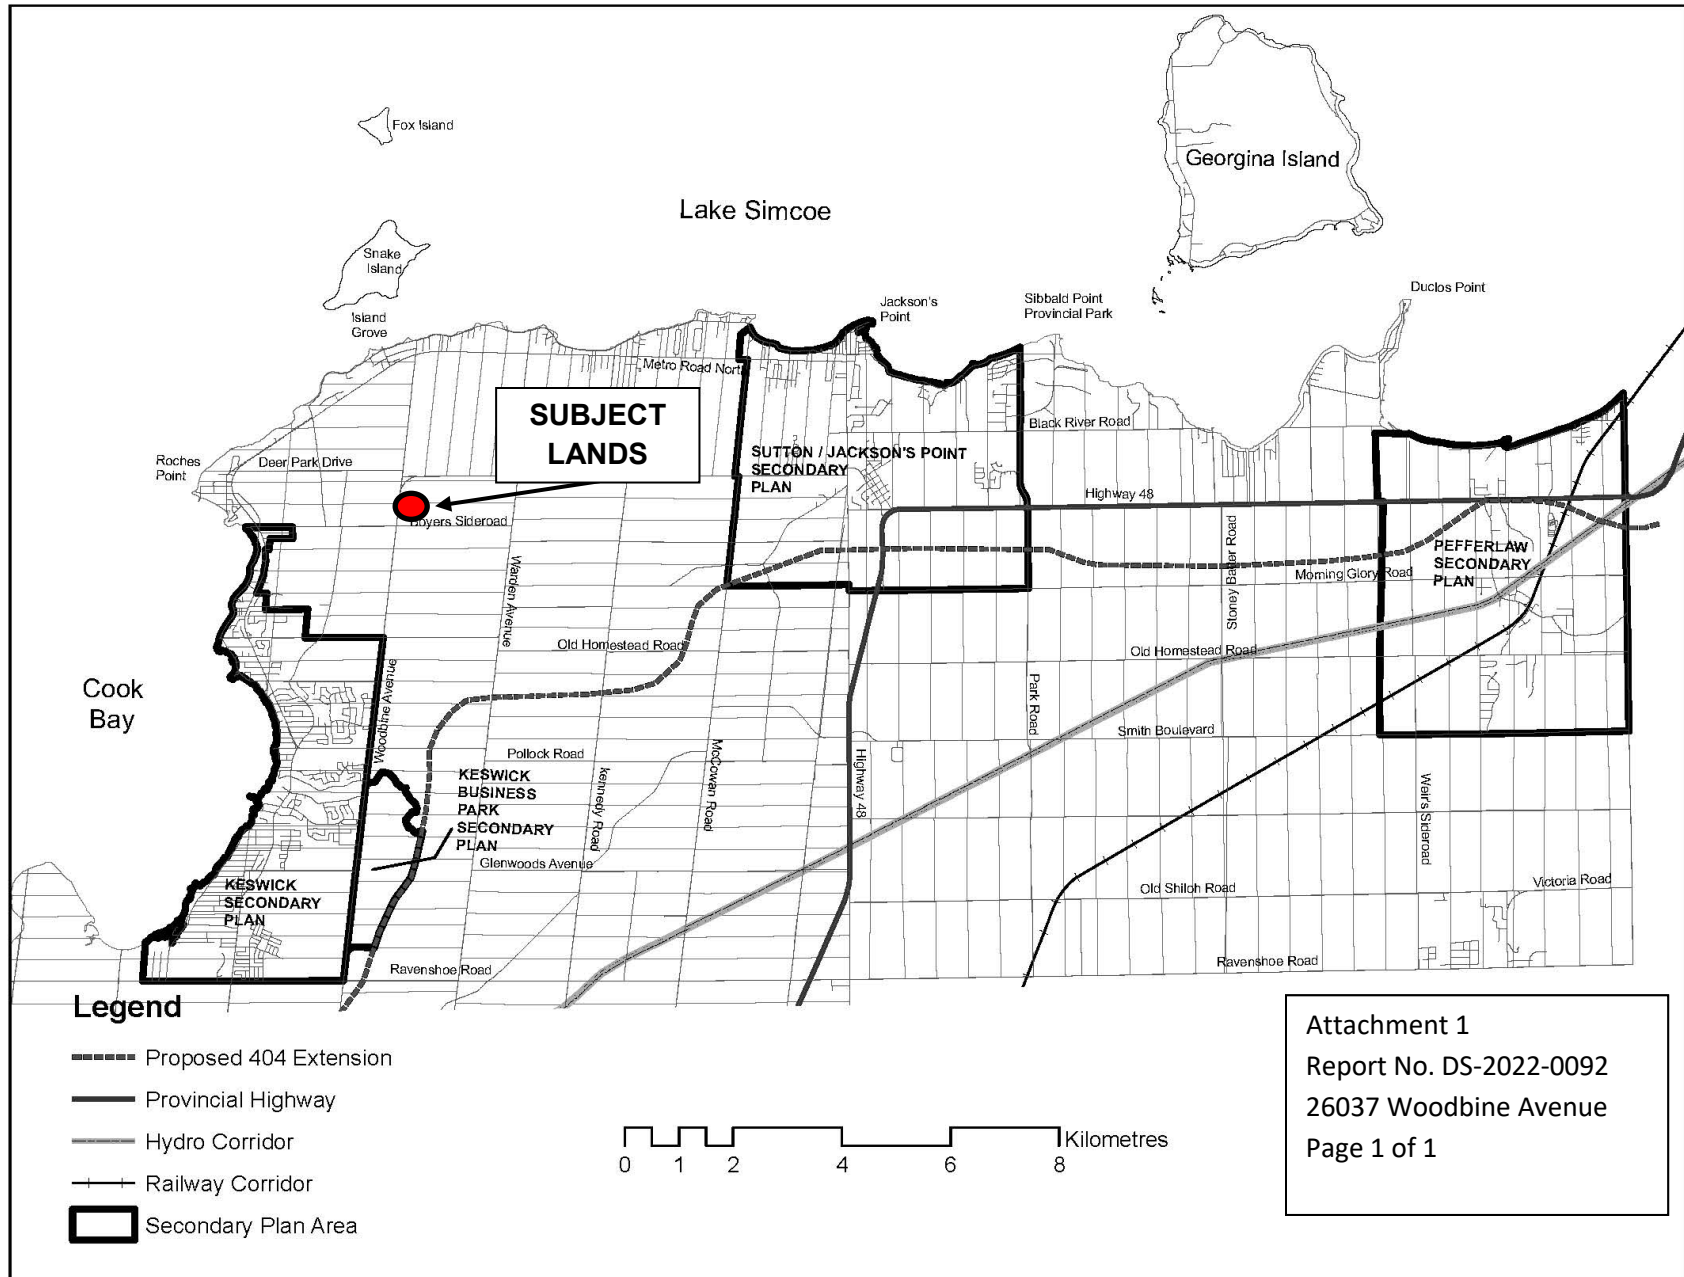 Fox Island
Georgina Island
Lake Simcoe
Snake
Island
Island
Grove
Jackson's
Point
Sibbald Point
Provincial Park
Duclos Point
Metro Road North
SUBJECT
LANDS
Black River Road
Roches
Point
Deer Park Drive
SUTTON / JACKSON'S POINT
SECONDARY
PLAN
Highway 48
Boyers Sideroad
PEFFERLAW
SECONDARY
PLAN
Morning Glory Road
Stoney Batter Road
Warden Avenue
Old Homestead Road
Old Homestead Road
Cook
Bay
Woodbine Avenue
Park Road
Smith Boulevard
Pollock Road
McCowan Road
Kennedy Road
Highway 48
Weir's Sideroad
KESWICK
BUSINESS
PARK
SECONDARY
PLAN
Glenwoods Avenue
KESWICK
SECONDARY
PLAN
Old Shiloh Road
Victoria Road
Ravenshoe Road
Ravenshoe Road
Legend
Proposed 404 Extension
Provincial Highway
Hydro Corridor
Railway Corridor
Secondary Plan Area
Kilometres
0 1 2 4 6 8
Attachment 1
Report No. DS-2022-0092
26037 Woodbine Avenue
Page 1 of 1